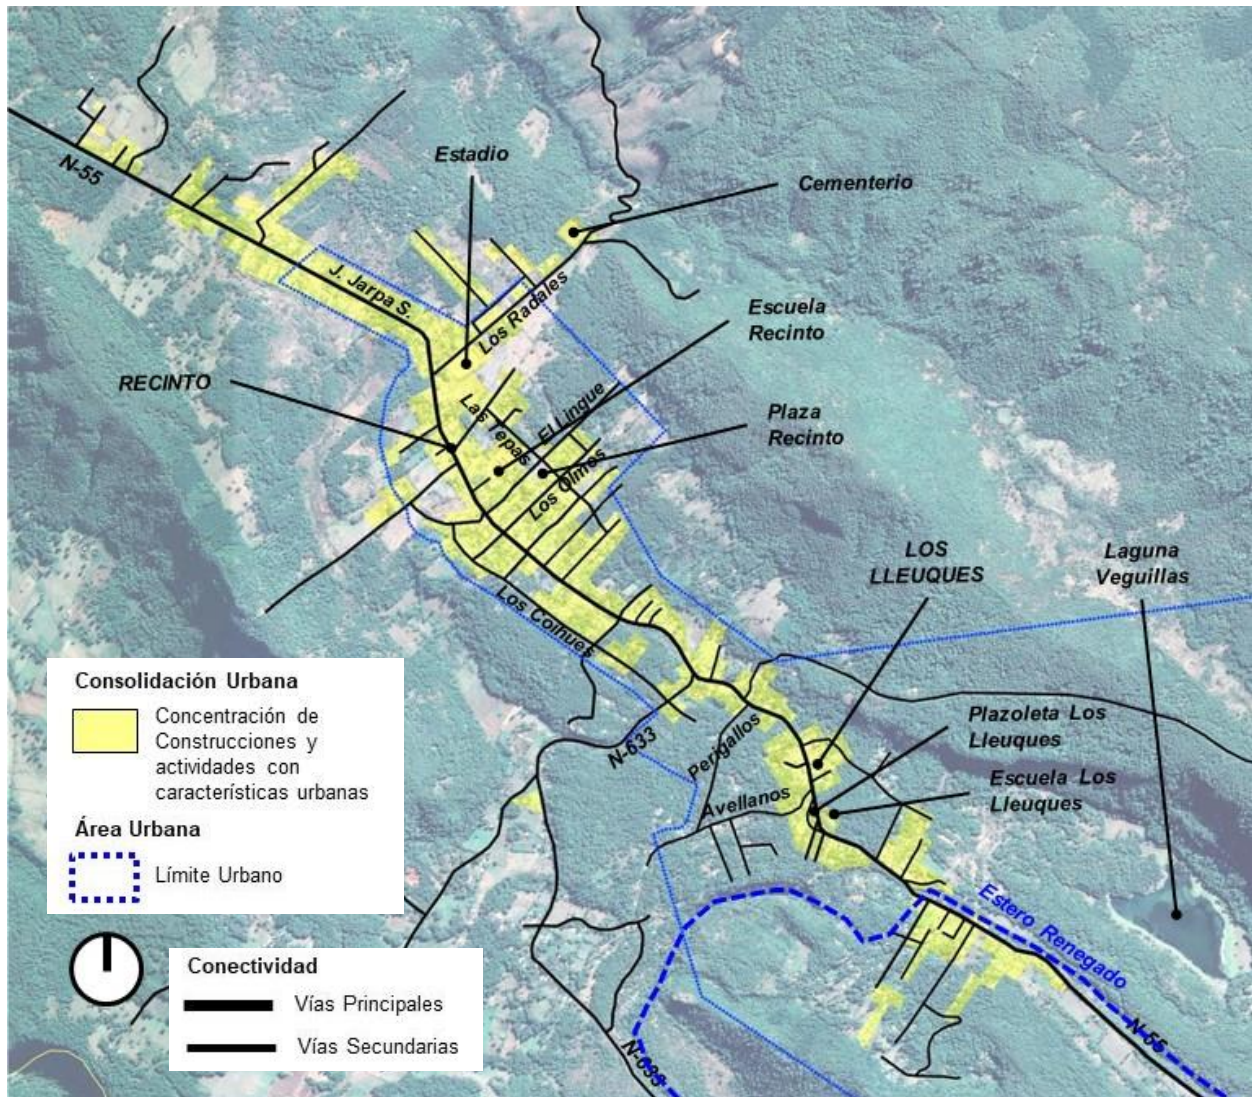 Estadio
Cementerio
N-55
J. Jarpa S.
Los Radales
Escuela
Recinto
RECINTO
El Lingue
Las Tepas
Plaza
Recinto
Los Olmos
LOS
LLEUQUES
Laguna
Veguillas
Los Coihues
Consolidación Urbana
Concentración de
Construcciones y
actividades con
características urbanas
Área Urbana
Límite Urbano
N-633
Perigallos
Plazoleta Los
Lleuques
Avellanos
Escuela Los
Lleuques
Estero Renegado
Conectividad
Vías Principales
Vías Secundarias
N-633
N-55